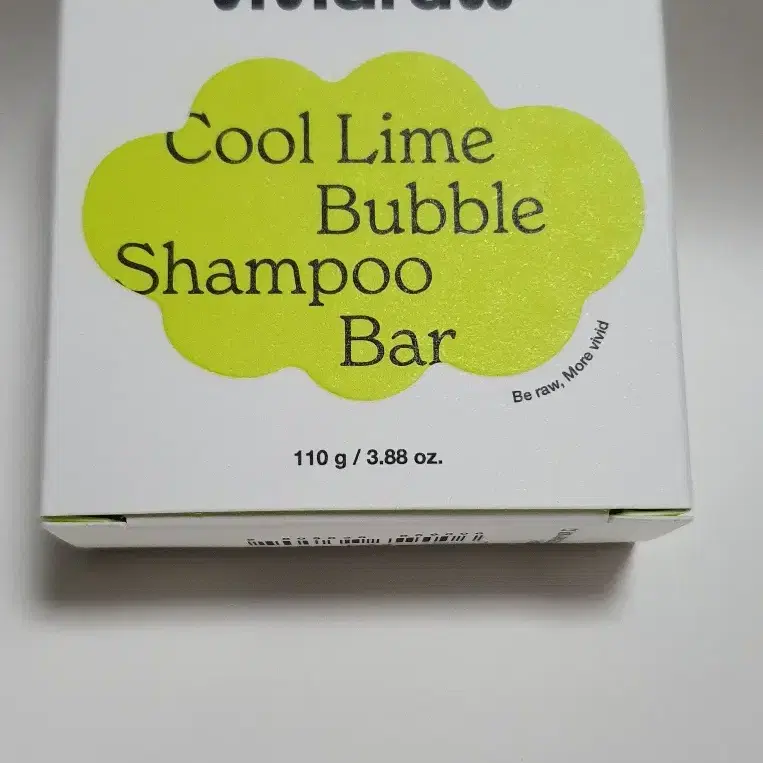 Cool Lime
Bubble
Shampoo
Bar
Be raw, More vivid
110 g / 3.88 oz.